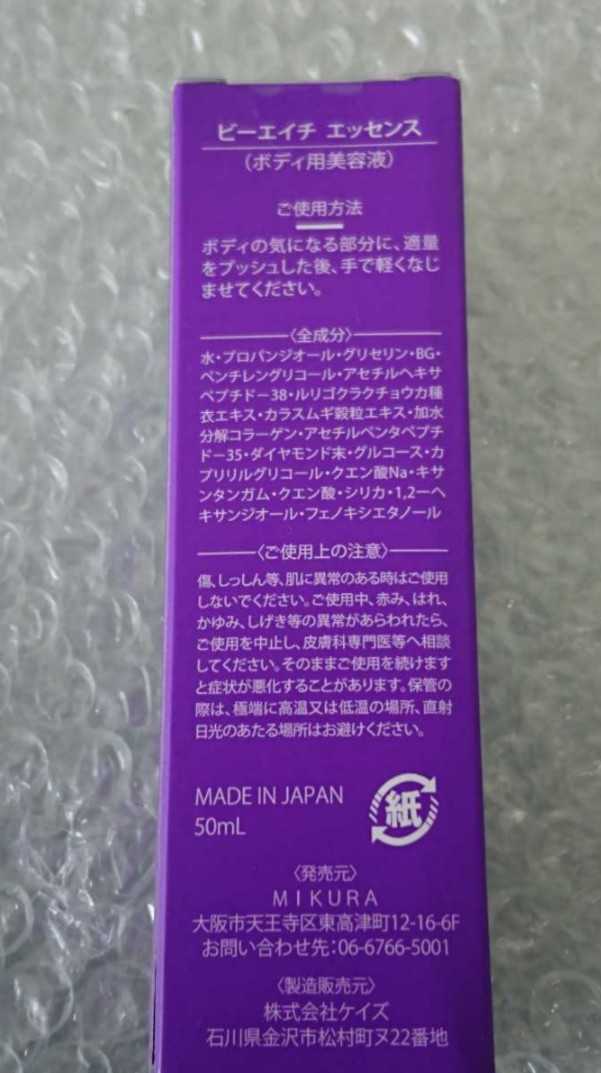 ビーエイチ エッセンス
(ボディ用美容液)
ご使用方法
ボディの気になる部分に、適量
をプッシュした後、手で軽くなじ
ませてください。
〈全成分〉
水・プロパンジオール・グリセリン・BG・
ペンチレングリコール・アセチルヘキサ
ペプチドー38・ルリゴクラクチョウカ種
衣エキス・カラスムギ穀粒エキス・加水
分解コラーゲン・アセチルペンタペプチ
ドー35・ダイヤモンド末・グルコース・カ
プリリルグリコール・クエン酸Na・キサ
ンタンガム・クエン酸・シリカ・1,2ーヘ
キサンジオール・フェノキシエタノール
〈ご使用上の注意〉
傷、しっしん等、肌に異常のある時はご使用
しないでください。ご使用中、赤み、はれ、
かゆみ、しげき等の異常があらわれたら、
ご使用を中止し、皮膚科専門医等へ相談
してください。そのままご使用を続けます
と症状が悪化することがあります。保管の
際は、極端に高温又は低温の場所、直射
日光のあたる場所はお避けください。
MADE IN JAPAN
50mL
紙
〈発売元〉
MIKURA
大阪市天王寺区東高津町12-16-6F
お問い合わせ先:06-6766-5001
〈製造販売元〉
株式会社ケイズ
石川県金沢市松村町ヌ22番地